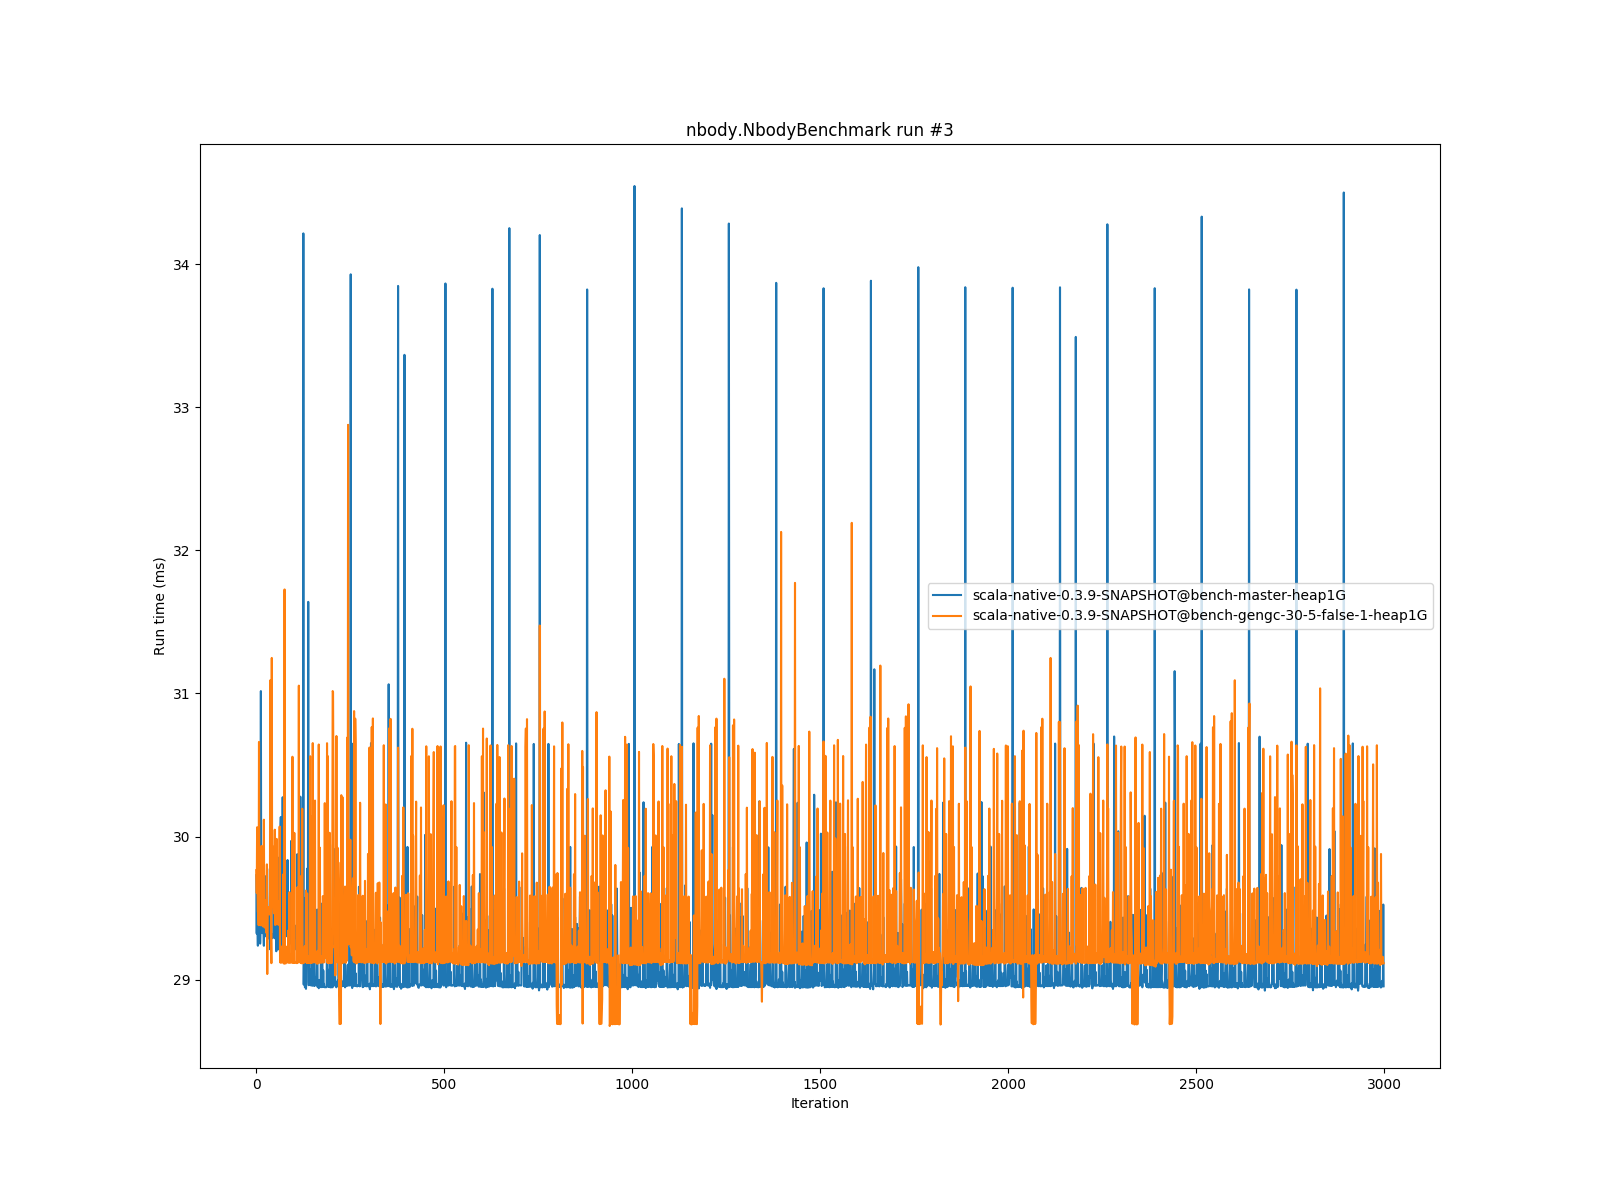 nbody.NbodyBenchmark run #3
34
33
32
31
30
29
Run time (ms)
scala-native-0.3.9-SNAPSHOT@bench-master-heap1G
scala-native-0.3.9-SNAPSHOT@bench-gengc-30-5-false-1-heap1G
0 500 1000 1500 2000 2500 3000
Iteration